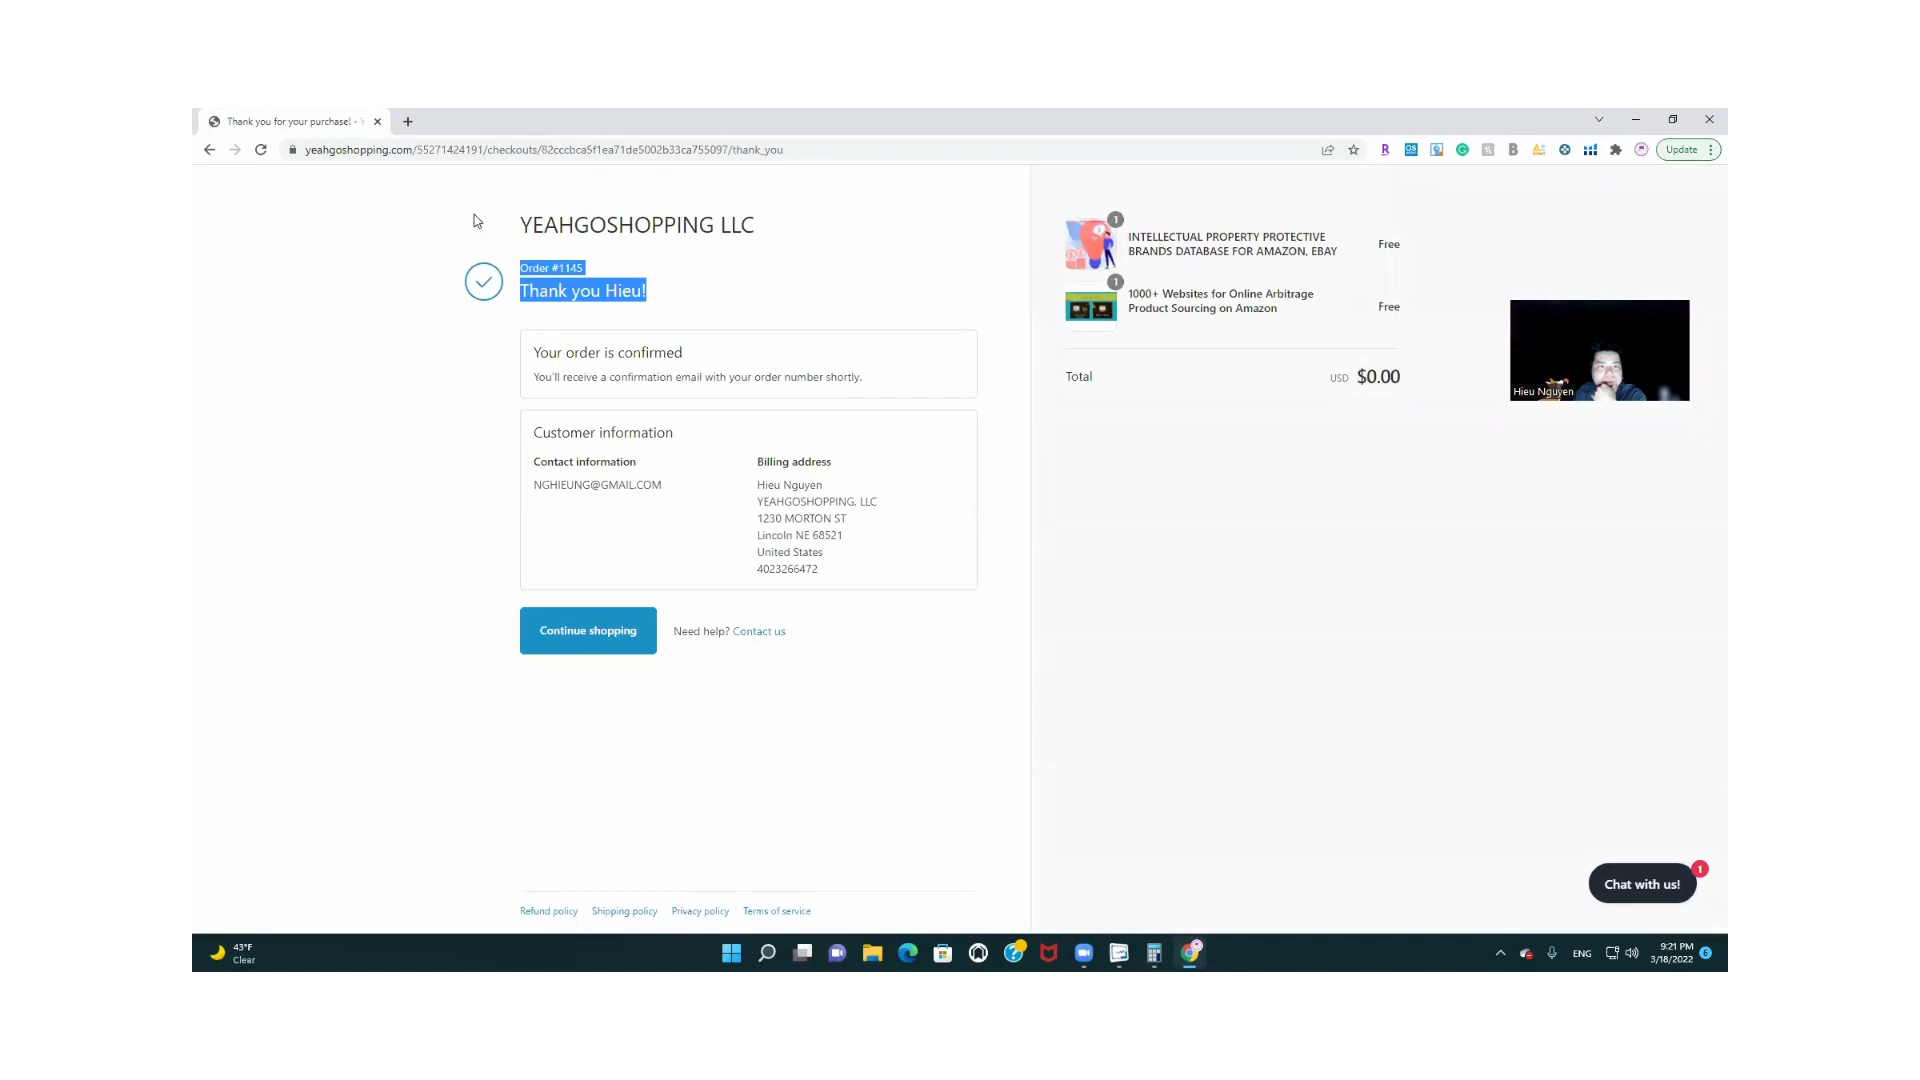 Thank you for your purchase! -
yeahgoshopping.com/55271424191/checkouts/82cccbca5f1ea71de5002b33ca755097/thank_you
Update
YEAHGOSHOPPING LLC
Order #1145
Thank you Hieu!
Your order is confirmed
You'll receive a confirmation email with your order number shortly.
Customer information
Contact information
NGHIEUNG@GMAIL.COM
Billing address
Hieu Nguyen
YEAHGOSHOPPING, LLC
1230 MORTON ST
Lincoln NE 68521
United States
4023266472
Continue shopping
Need help? Contact us
Refund policy
Shipping policy
Privacy policy
Terms of service
1
INTELLECTUAL PROPERTY PROTECTIVE
BRANDS DATABASE FOR AMAZON, EBAY
Free
1
1000+ Websites for Online Arbitrage
Product Sourcing on Amazon
Free
Total
USD $0.00
Hieu Nguyen
Chat with us!
1
43°F
Clear
ENG
9:21 PM
3/18/2022
6